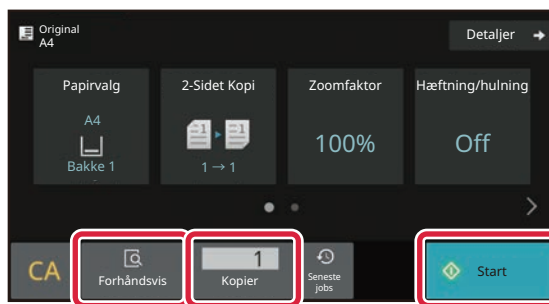 Original
A4
Detaljer
Papirvalg
A4
Bakke 1
2-Sidet Kopi
1 → 1
Zoomfaktor
100%
Hæftning/hulning
Off
CA
Forhåndsvis
1
Kopier
Seneste
jobs
Start